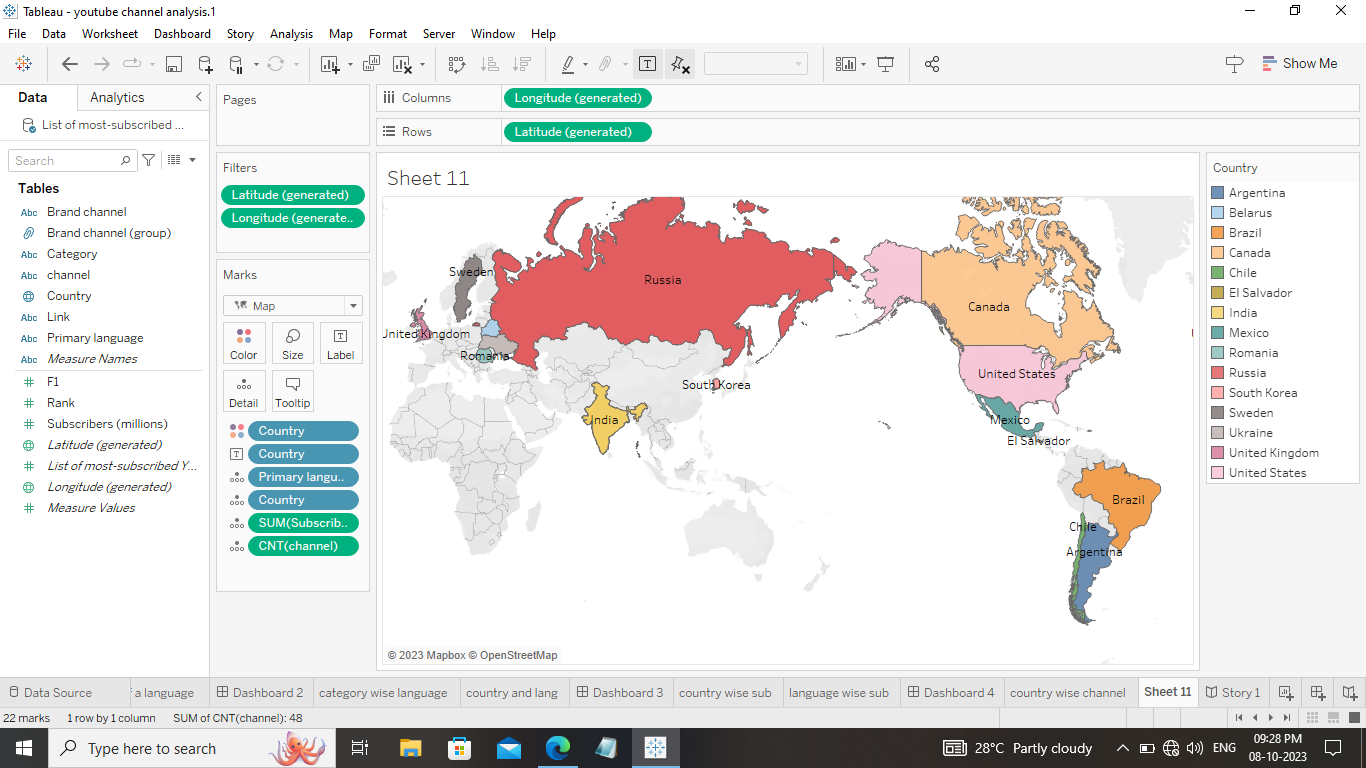 Tableau - youtube channel analysis.1
File Data Worksheet Dashboard Story Analysis Map Format Server Window Help
Show Me
Data Analytics
List of most-subscribed ...
Search
Tables
Abc Brand channel
Brand channel (group)
Abc Category
Abc channel
Country
Abc Link
Abc Primary language
Abc Measure Names
# F1
# Rank
# Subscribers (millions)
Latitude (generated)
# List of most-subscribed Y...
Longitude (generated)
# Measure Values
Pages
Filters
Latitude (generated)
Longitude (generate..
Marks
Map
Color Size Label
Detail Tooltip
Country
Country
Primary langu..
Country
SUM(Subscrib..
CNT(channel)
Columns Longitude (generated)
Rows Latitude (generated)
Sheet 11
Sweden
Russia
Canada
United Kingdom
Romania
United States
South Korea
India
Mexico
El Salvador
Brazil
Chile
Argentina
© 2023 Mapbox © OpenStreetMap
Country
Argentina
Belarus
Brazil
Canada
Chile
El Salvador
India
Mexico
Romania
Russia
South Korea
Sweden
Ukraine
United Kingdom
United States
Data Source a language Dashboard 2 category wise language country and lang Dashboard 3 country wise sub language wise sub Dashboard 4 country wise channel Sheet 11 Story 1
22 marks 1 row by 1 column SUM of CNT(channel): 48
Type here to search
28°C Partly cloudy
ENG
09:28 PM
08-10-2023